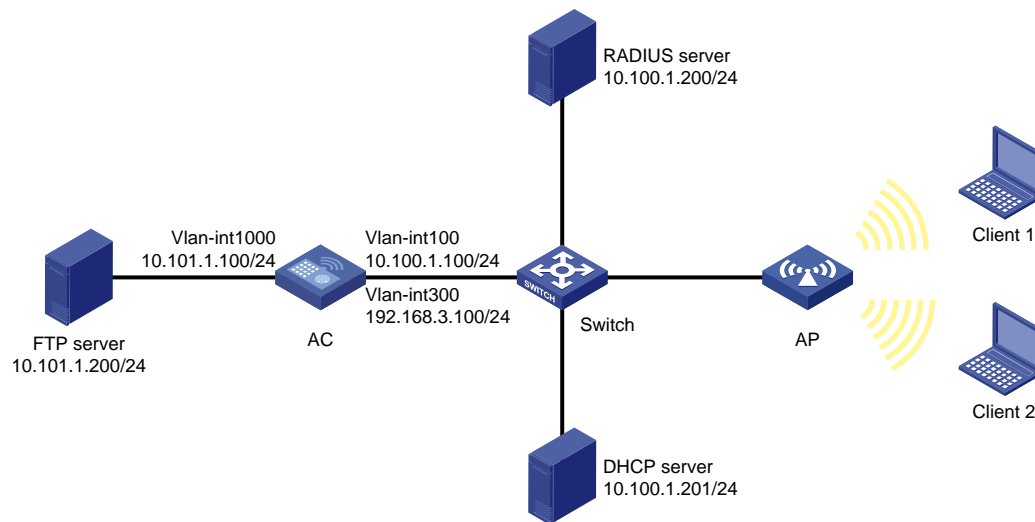 RADIUS server
10.100.1.200/24
Client 1
Vlan-int1000
10.101.1.100/24
Vlan-int100
10.100.1.100/24
Vlan-int300
192.168.3.100/24
SWITCH
Switch
FTP server
10.101.1.200/24
AC
AP
Client 2
DHCP server
10.100.1.201/24